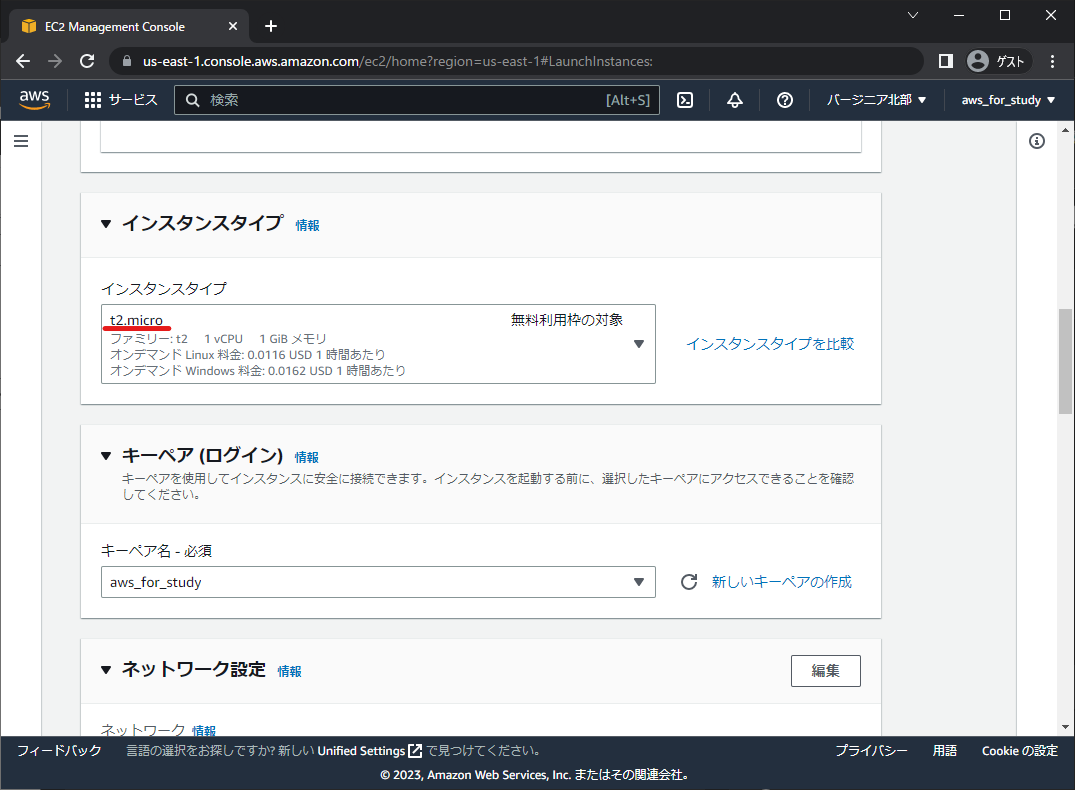 EC2 Management Console
us-east-1.console.aws.amazon.com/ec2/home?region=us-east-1#LaunchInstances:
ゲスト
aws
サービス
検索
[Alt+S]
バージニア北部
aws_for_study
インスタンスタイプ 情報
インスタンスタイプ
t2.micro
無料利用枠の対象
ファミリー: t2 1 vCPU 1 GiB メモリ
オンデマンド Linux 料金: 0.0116 USD 1 時間あたり
オンデマンド Windows 料金: 0.0162 USD 1 時間あたり
インスタンスタイプを比較
キーペア (ログイン) 情報
キーペアを使用してインスタンスに安全に接続できます。インスタンスを起動する前に、選択したキーペアにアクセスできることを確認
してください。
キーペア名 - 必須
aws_for_study
新しいキーペアの作成
ネットワーク設定 情報
編集
ネットワーク 情報
フィードバック
言語の選択をお探しですか? 新しい Unified Settings で見つけてください。
プライバシー
用語
Cookie の設定
© 2023, Amazon Web Services, Inc. またはその関連会社。